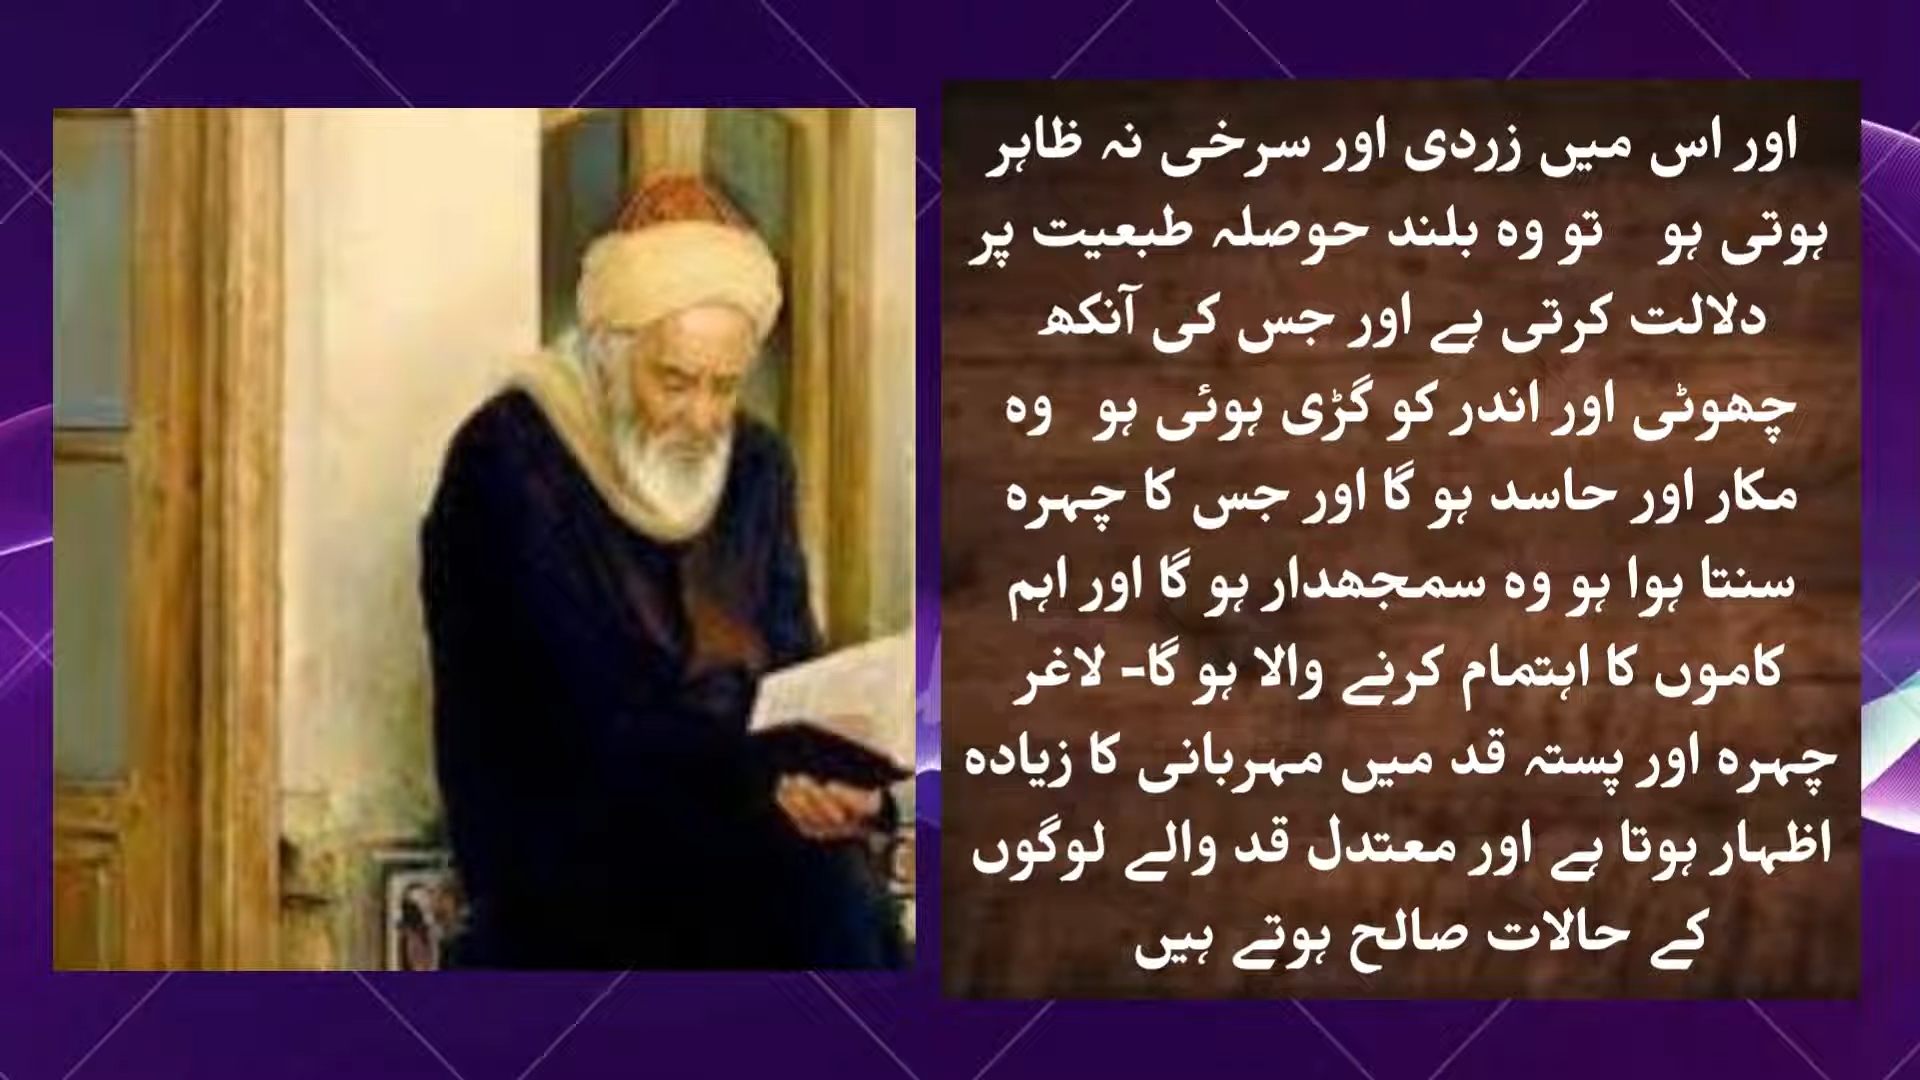 اور اس میں زردی اور سرخی نہ ظاہر
ہوتی ہو تو وہ بلند حوصلہ طبعیت پر
دلالت کرتی ہے اور جس کی آنکھ
چھوٹی اور اندر کو گڑی ہوئی ہو وہ
مکار اور حاسد ہو گا اور جس کا چہرہ
سنتا ہوا ہو وہ سمجھدار ہو گا اور اہم
کاموں کا اہتمام کرنے والا ہو گا- لاغر
چہرہ اور پستہ قد میں مہربانی کا زیادہ
اظہار ہوتا ہے اور معتدل قد والے لوگوں
کے حالات صالح ہوتے ہیں